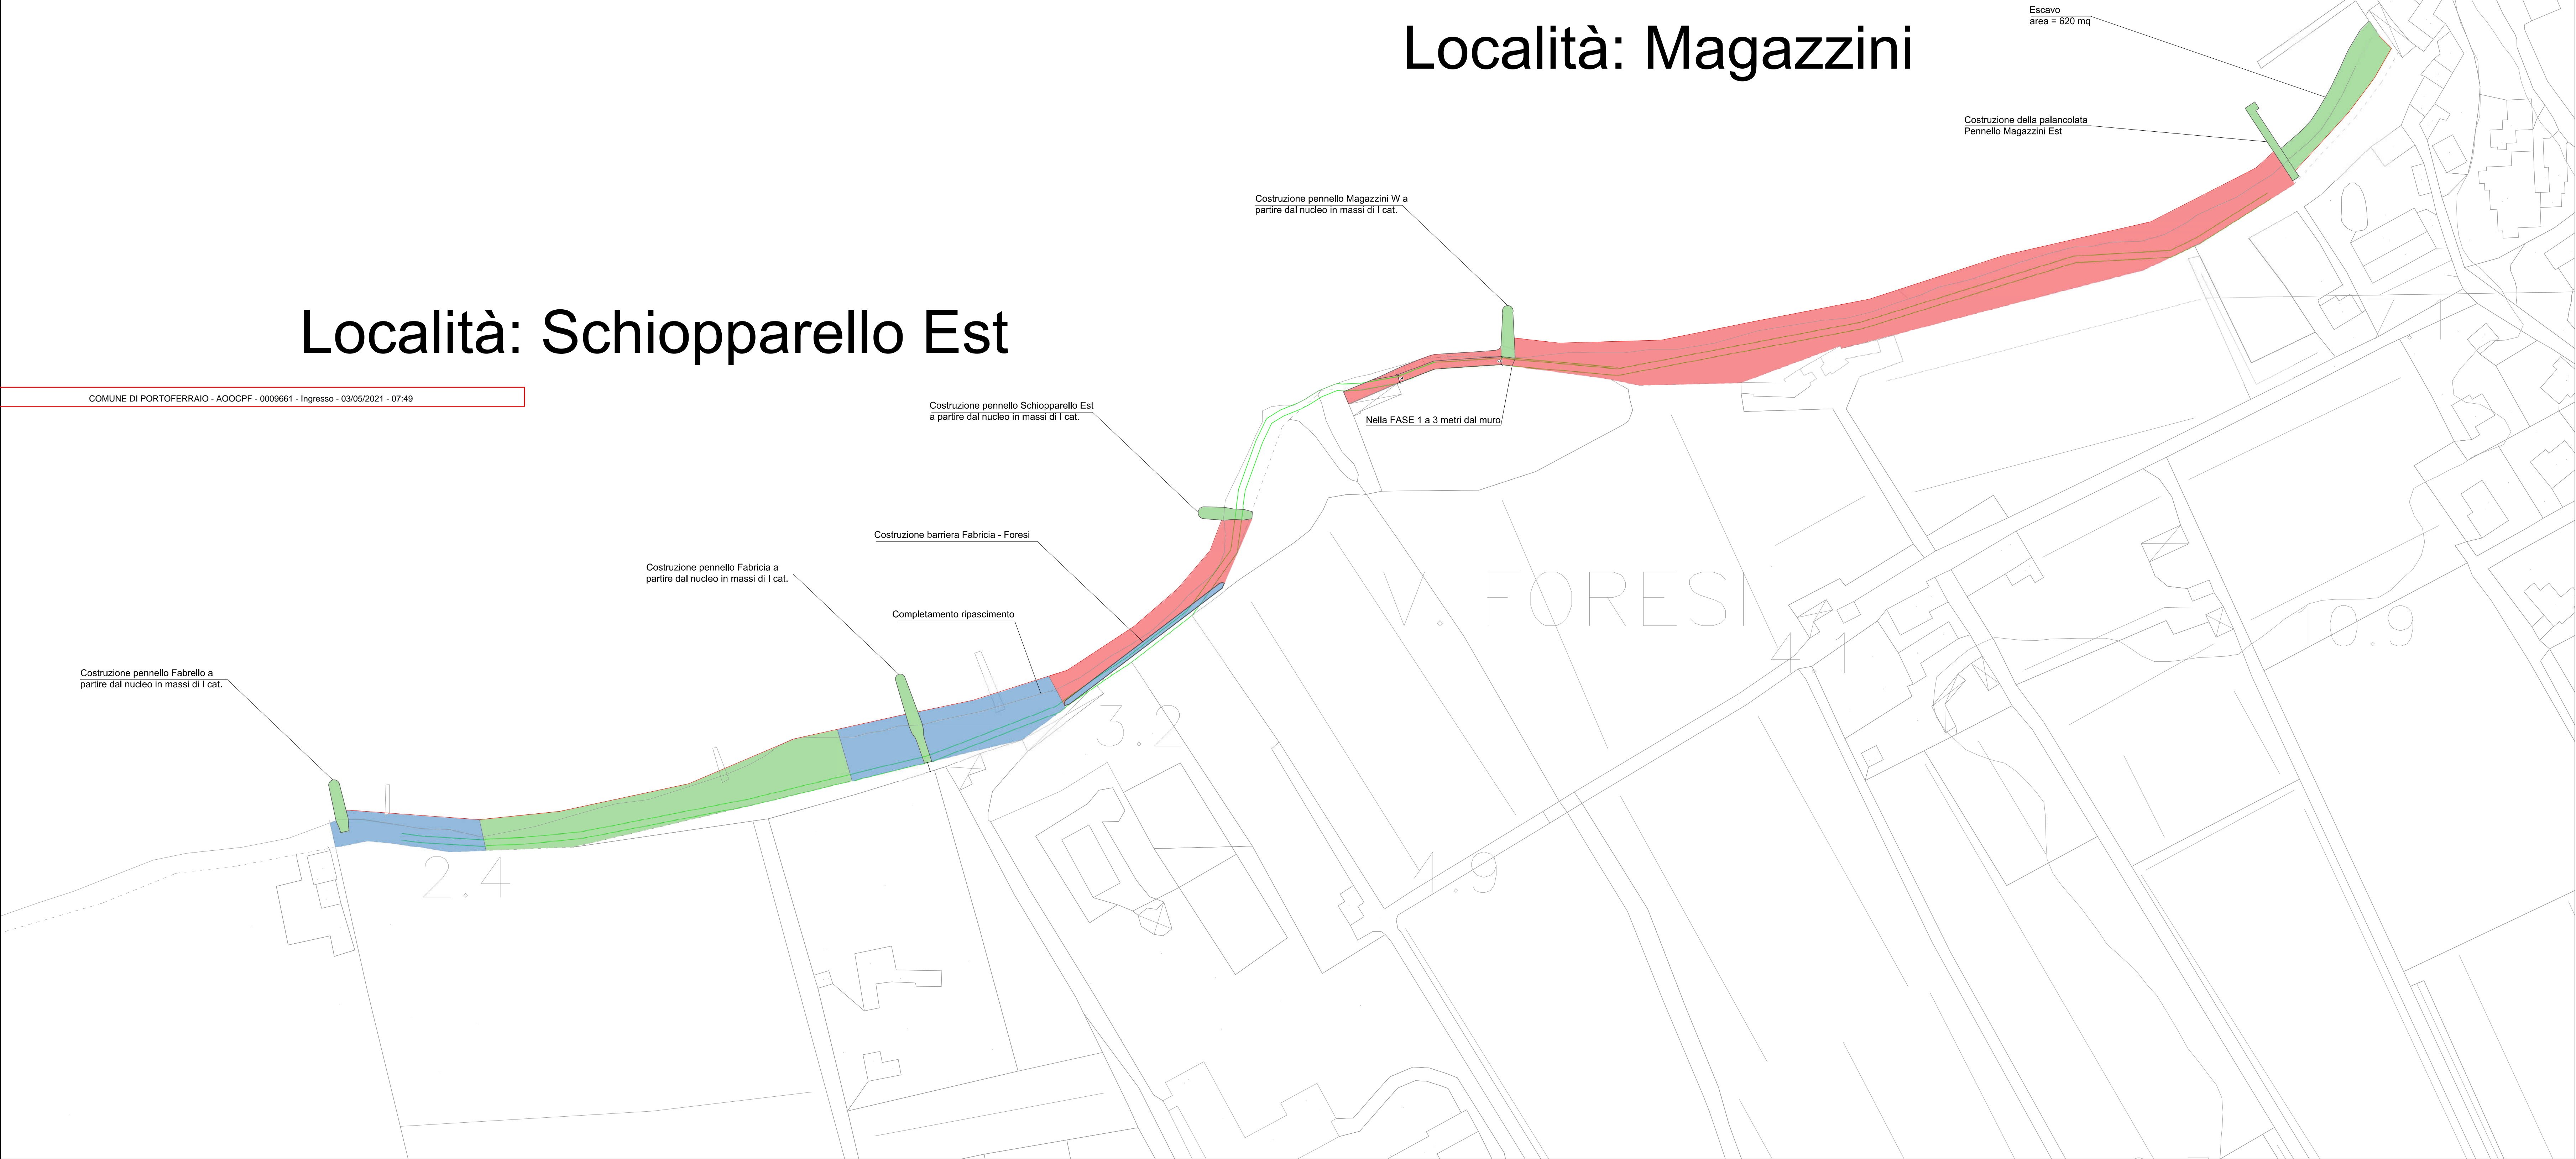 Escavo
area = 620 mq
Località: Magazzini
Costruzione della palancolata
Pennello Magazzini Est
Costruzione pennello Magazzini W a
partire dal nucleo in massi di I cat.
Località: Schiopparello Est
COMUNE DI PORTOFERRAIO - AOOCPF - 0009661 - Ingresso - 03/05/2021 - 07:49
Costruzione pennello Schiopparello Est
a partire dal nucleo in massi di I cat.
Nella FASE 1 a 3 metri dal muro
Costruzione barriera Fabricia - Foresi
Costruzione pennello Fabricia a
partire dal nucleo in massi di I cat.
Completamento ripascimento
Costruzione pennello Fabrello a
partire dal nucleo in massi di I cat.
V. FORESI
7.1
4.1
10.9
3.2
2.4
4.9